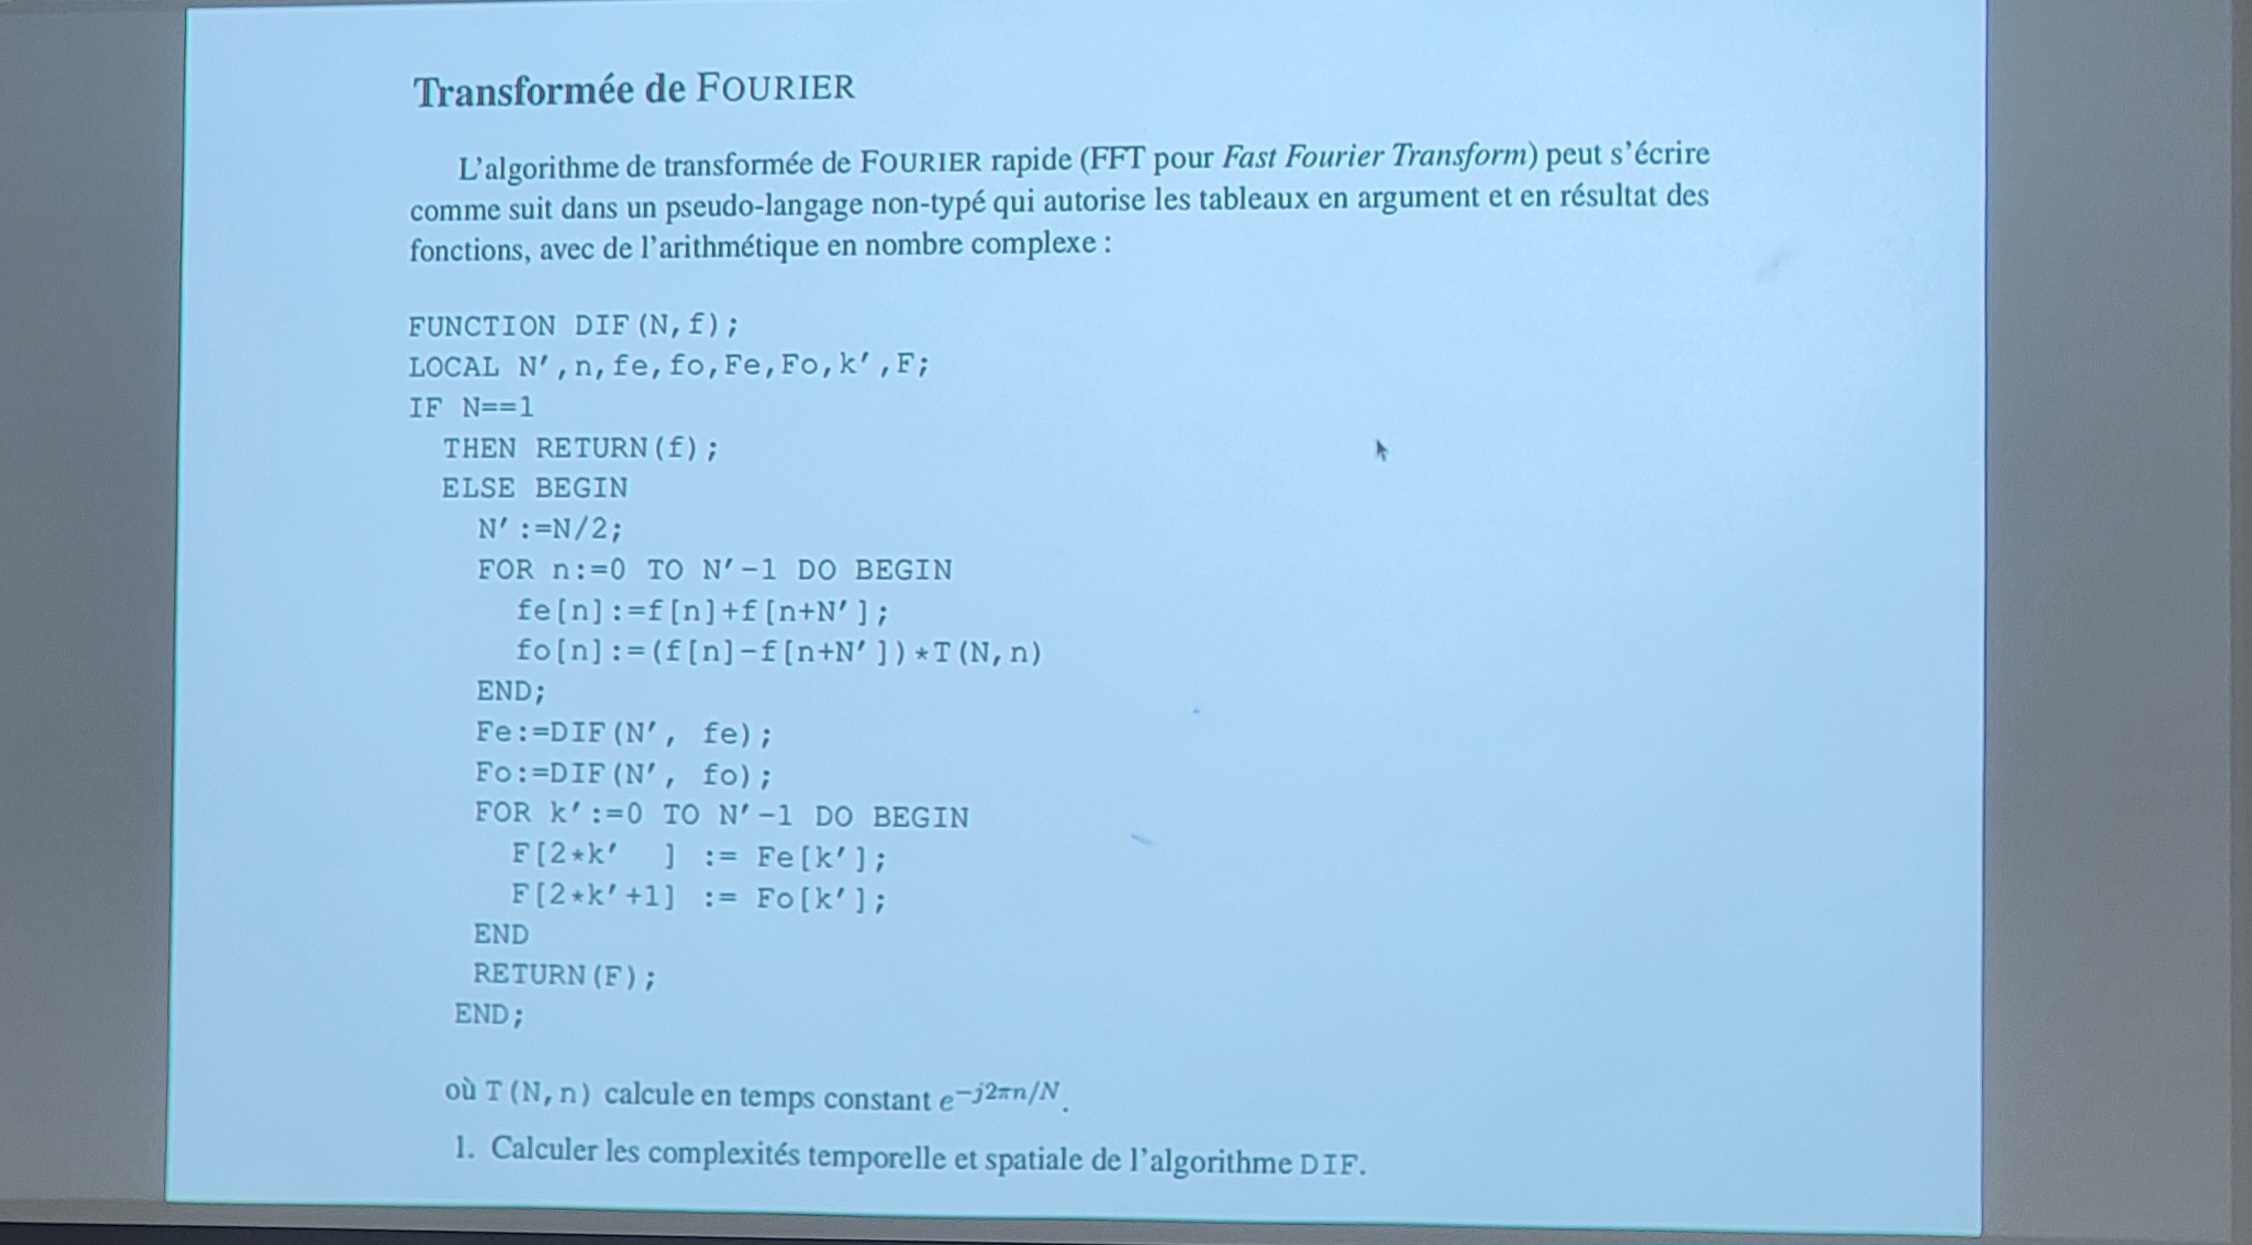 Transformée de FOURIER
L'algorithme de transformée de FOURIER rapide (FFT pour Fast Fourier Transform) peut s'écrire
comme suit dans un pseudo-langage non-typé qui autorise les tableaux en argument et en résultat des
fonctions, avec de l'arithmétique en nombre complexe :
FUNCTION DIF(N,f);
LOCAL N',n,fe,fo,Fe,Fo,k',F;
IF N==1
THEN RETURN(f);
ELSE BEGIN
N':=N/2;
FOR n:=0 TO N'-1 DO BEGIN
fe[n]:=f[n]+f[n+N'];
fo[n]:=(f[n]-f[n+N'])*T(N,n)
END;
Fe:=DIF(N', fe);
Fo:=DIF(N', fo);
FOR k':=0 TO N'-1 DO BEGIN
F[2*k'  ] := Fe[k'];
F[2*k'+1] := Fo[k'];
END
RETURN(F);
END;
où T(N,n) calcule en temps constant e^{-j2πn/N}.
1. Calculer les complexités temporelle et spatiale de l'algorithme DIF.